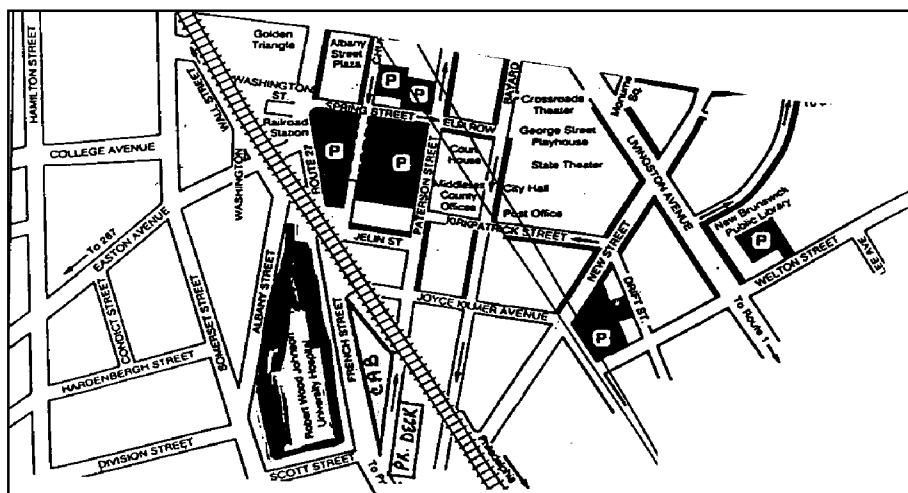 Golden
Triangle
Albany
Street
Plaza
HAMILTON STREET
WALL STREET
WASHINGTON
ST.
P
P
BAYARD
Crossroads
Theater
George Street
Playhouse
State Theater
SPRING STREET
ELM ROW
Railroad
Station
P
P
ROUTE 27
PATERSON STREET
Court
House
Middlesex
County
Offices
City Hall
Post Office
LIVINGSTON AVENUE
COLLEGE AVENUE
WASHINGTON
New Brunswick
Public Library
P
To 287
EASTON AVENUE
KIRKPATRICK STREET
NEW STREET
WELTON STREET
LEE AVE
JELIN ST
ALBANY STREET
SOMERSET STREET
CONDICT STREET
JOYCE KILMER AVENUE
DRIFT ST.
P
To Route 1
HARDENBERGH STREET
Robert Wood Johnson
University Hospital
FRENCH STREET
CAB
PR. DECK
DIVISION STREET
SCOTT STREET